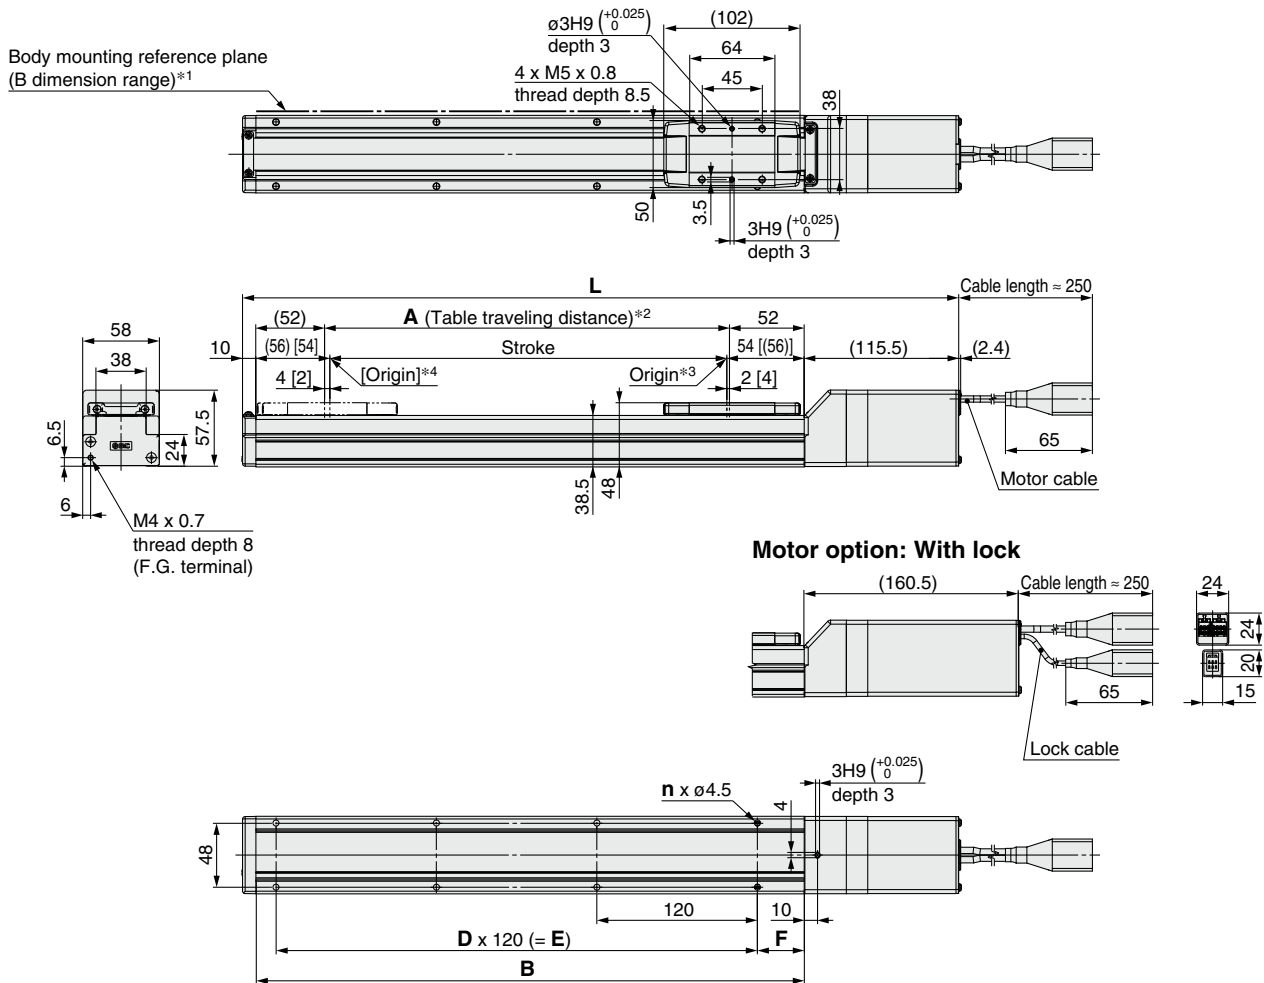 Body mounting reference plane
(B dimension range)*1
ø3H9 (+0.025 0)
depth 3
4 x M5 x 0.8
thread depth 8.5
(102)
64
45
38
50
3.5
3H9 (+0.025 0)
depth 3
L
Cable length ≈ 250
(52)
A (Table traveling distance)*2
52
10
(56) [54]
Stroke
54 [(56)]
(115.5)
(2.4)
4 [2]
[Origin]*4
Origin*3
2 [4]
58
38
6.5
24
57.5
6
M4 x 0.7
thread depth 8
(F.G. terminal)
38.5
48
65
Motor cable
Motor option: With lock
(160.5)
Cable length ≈ 250
24
24
20
65
15
Lock cable
n x ø4.5
3H9 (+0.025 0)
depth 3
4
48
120
10
D x 120 (= E)
F
B